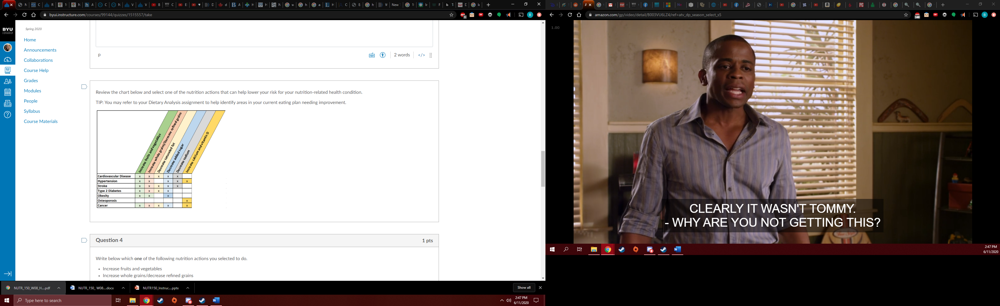 byui.instructure.com/courses/99144/quizzes/1515557/take
BYU
IDAHO
Spring 2020
Home
Announcements
Collaborations
Course Help
Grades
Modules
People
Syllabus
Course Materials
p
2 words
</>
Review the chart below and select one of the nutrition actions that can help lower your risk for your nutrition-related health condition.
TIP: You may refer to your Dietary Analysis assignment to help identify areas in your current eating plan needing improvement.
Increase fruits and vegetables
Increase whole grains/Decrease refined grains
Decrease saturated fat
Decrease added sugar
Decrease sodium
Increase calcium and vitamin D
Cardiovascular Disease x x x x x
Hypertension x x x x x
Stroke x x x x x
Type 2 Diabetes x x x x
Obesity x x x
Osteoporosis x
Cancer x x x x x
Question 4
1 pts
Write below which one of the following nutrition actions you selected to do.
• Increase fruits and vegetables
• Increase whole grains/decrease refined grains
NUTR_150_W08_H....pdf
NUTR_150_ W08....docx
NUTR150_Instruc....pptx
Show all
Type here to search
2:47 PM
6/11/2020
amazon.com/gp/video/detail/B003VU6LZ4/ref=atv_dp_season_select_s5
1.00
CLEARLY IT WASN'T TOMMY.
- WHY ARE YOU NOT GETTING THIS?
2:47 PM
6/11/2020